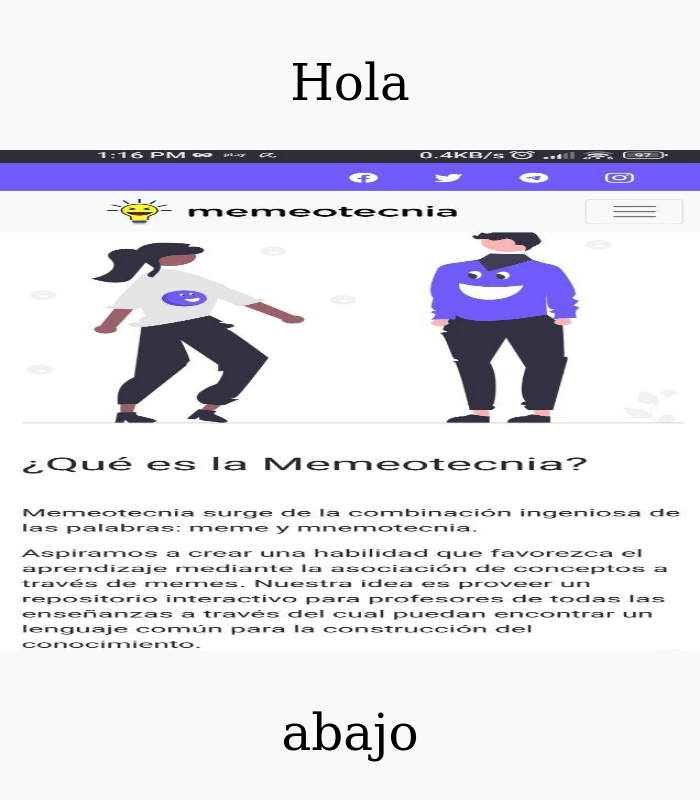 Hola
1:16 PM play 0.4KB/s 97
memeotecnia
¿Qué es la Memeotecnia?
Memeotecnia surge de la combinación ingeniosa de
las palabras: meme y mnemotecnia.
Aspiramos a crear una habilidad que favorezca el
aprendizaje mediante la asociación de conceptos a
través de memes. Nuestra idea es proveer un
repositorio interactivo para profesores de todas las
enseñanzas a través del cual puedan encontrar un
lenguaje común para la construcción del
conocimiento.
abajo